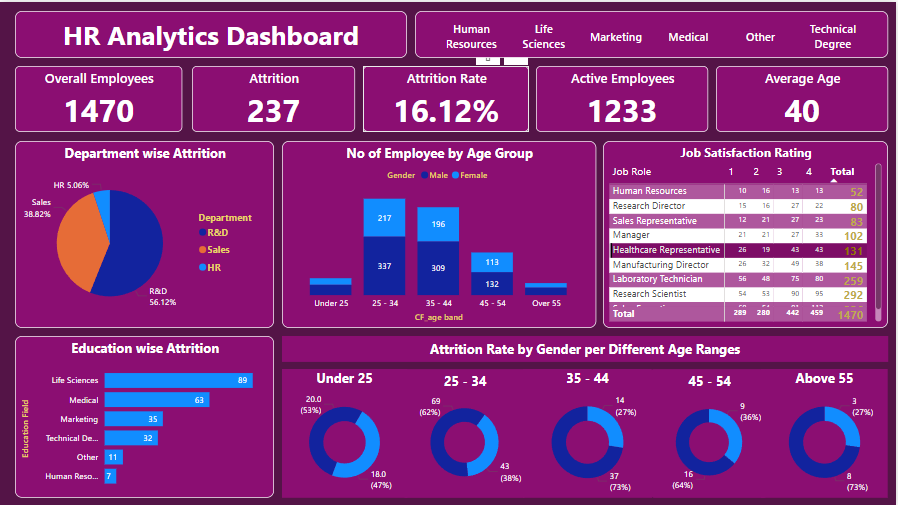 HR Analytics Dashboard
Human
Resources
Life
Sciences
Marketing
Medical
Other
Technical
Degree
Overall Employees
1470
Attrition
237
Attrition Rate
16.12%
Active Employees
1233
Average Age
40
Department wise Attrition
HR 5.06%
Sales
38.82%
R&D
56.12%
Department
R&D
Sales
HR
No of Employee by Age Group
Gender Male Female
217 196 113
337 309 132
Under 25 25 - 34 35 - 44 45 - 54 Over 55
CF_age band
Job Satisfaction Rating
Job Role 1 2 3 4 Total
Human Resources 10 16 13 13 52
Research Director 15 16 27 22 80
Sales Representative 12 21 27 23 83
Manager 21 21 27 33 102
Healthcare Representative 26 19 43 43 131
Manufacturing Director 26 32 49 38 145
Laboratory Technician 56 48 75 80 259
Research Scientist 54 53 90 95 292
Total 289 280 442 459 1470
Education wise Attrition
Education Field
Life Sciences 89
Medical 63
Marketing 35
Technical De... 32
Other 11
Human Reso... 7
Attrition Rate by Gender per Different Age Ranges
Under 25
20.0
(53%)
18.0
(47%)
25 - 34
69
(62%)
43
(38%)
35 - 44
14
(27%)
37
(73%)
45 - 54
9
(36%)
16
(64%)
Above 55
3
(27%)
8
(73%)